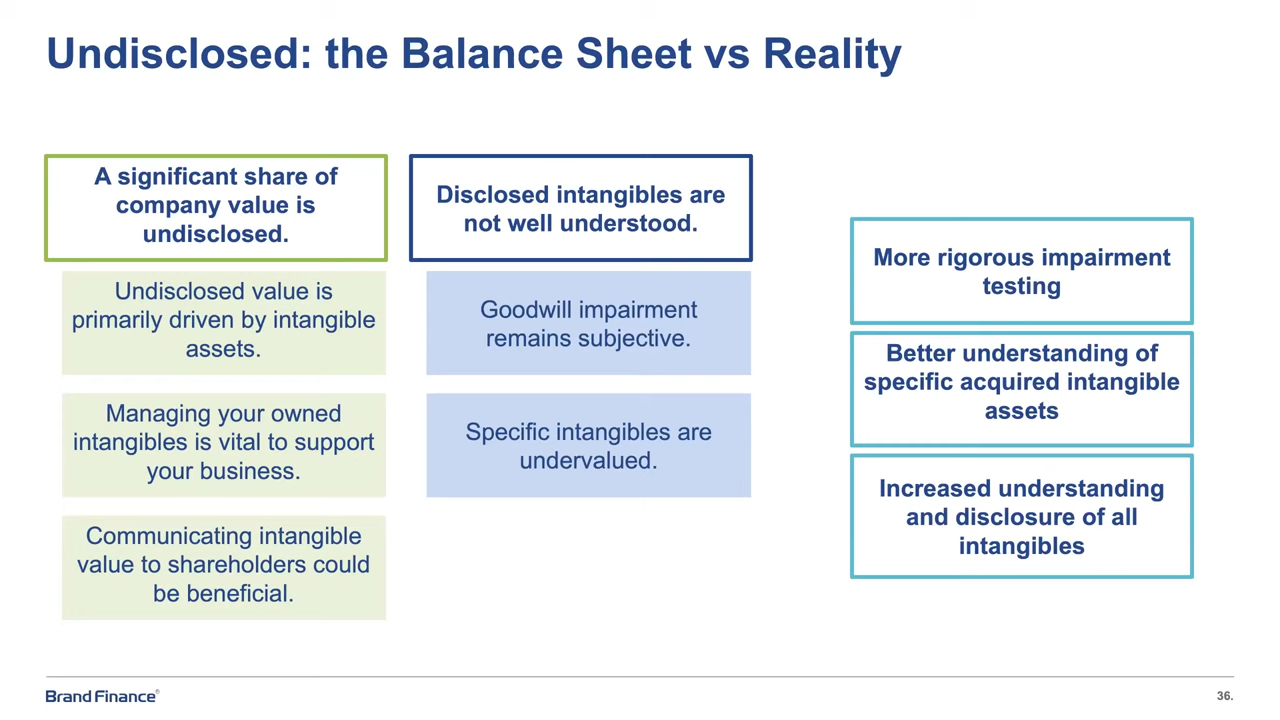 Undisclosed: the Balance Sheet vs Reality
A significant share of
company value is
undisclosed.
Undisclosed value is
primarily driven by intangible
assets.
Managing your owned
intangibles is vital to support
your business.
Communicating intangible
value to shareholders could
be beneficial.
Disclosed intangibles are
not well understood.
Goodwill impairment
remains subjective.
Specific intangibles are
undervalued.
More rigorous impairment
testing
Better understanding of
specific acquired intangible
assets
Increased understanding
and disclosure of all
intangibles
Brand Finance®
36.